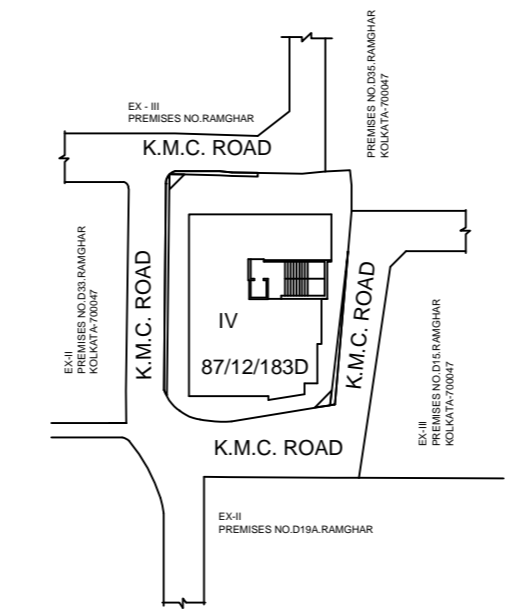 EX - III
PREMISES NO.RAMGHAR
K.M.C. ROAD
PREMISES NO.D35.RAMGHAR
KOLKATA-700047
EX-II
PREMISES NO.D33.RAMGHAR
KOLKATA-700047
K.M.C. ROAD
IV
87/12/183D
K.M.C. ROAD
EX-III
PREMISES NO.D15.RAMGHAR
KOLKATA-700047
K.M.C. ROAD
EX-II
PREMISES NO.D19A.RAMGHAR